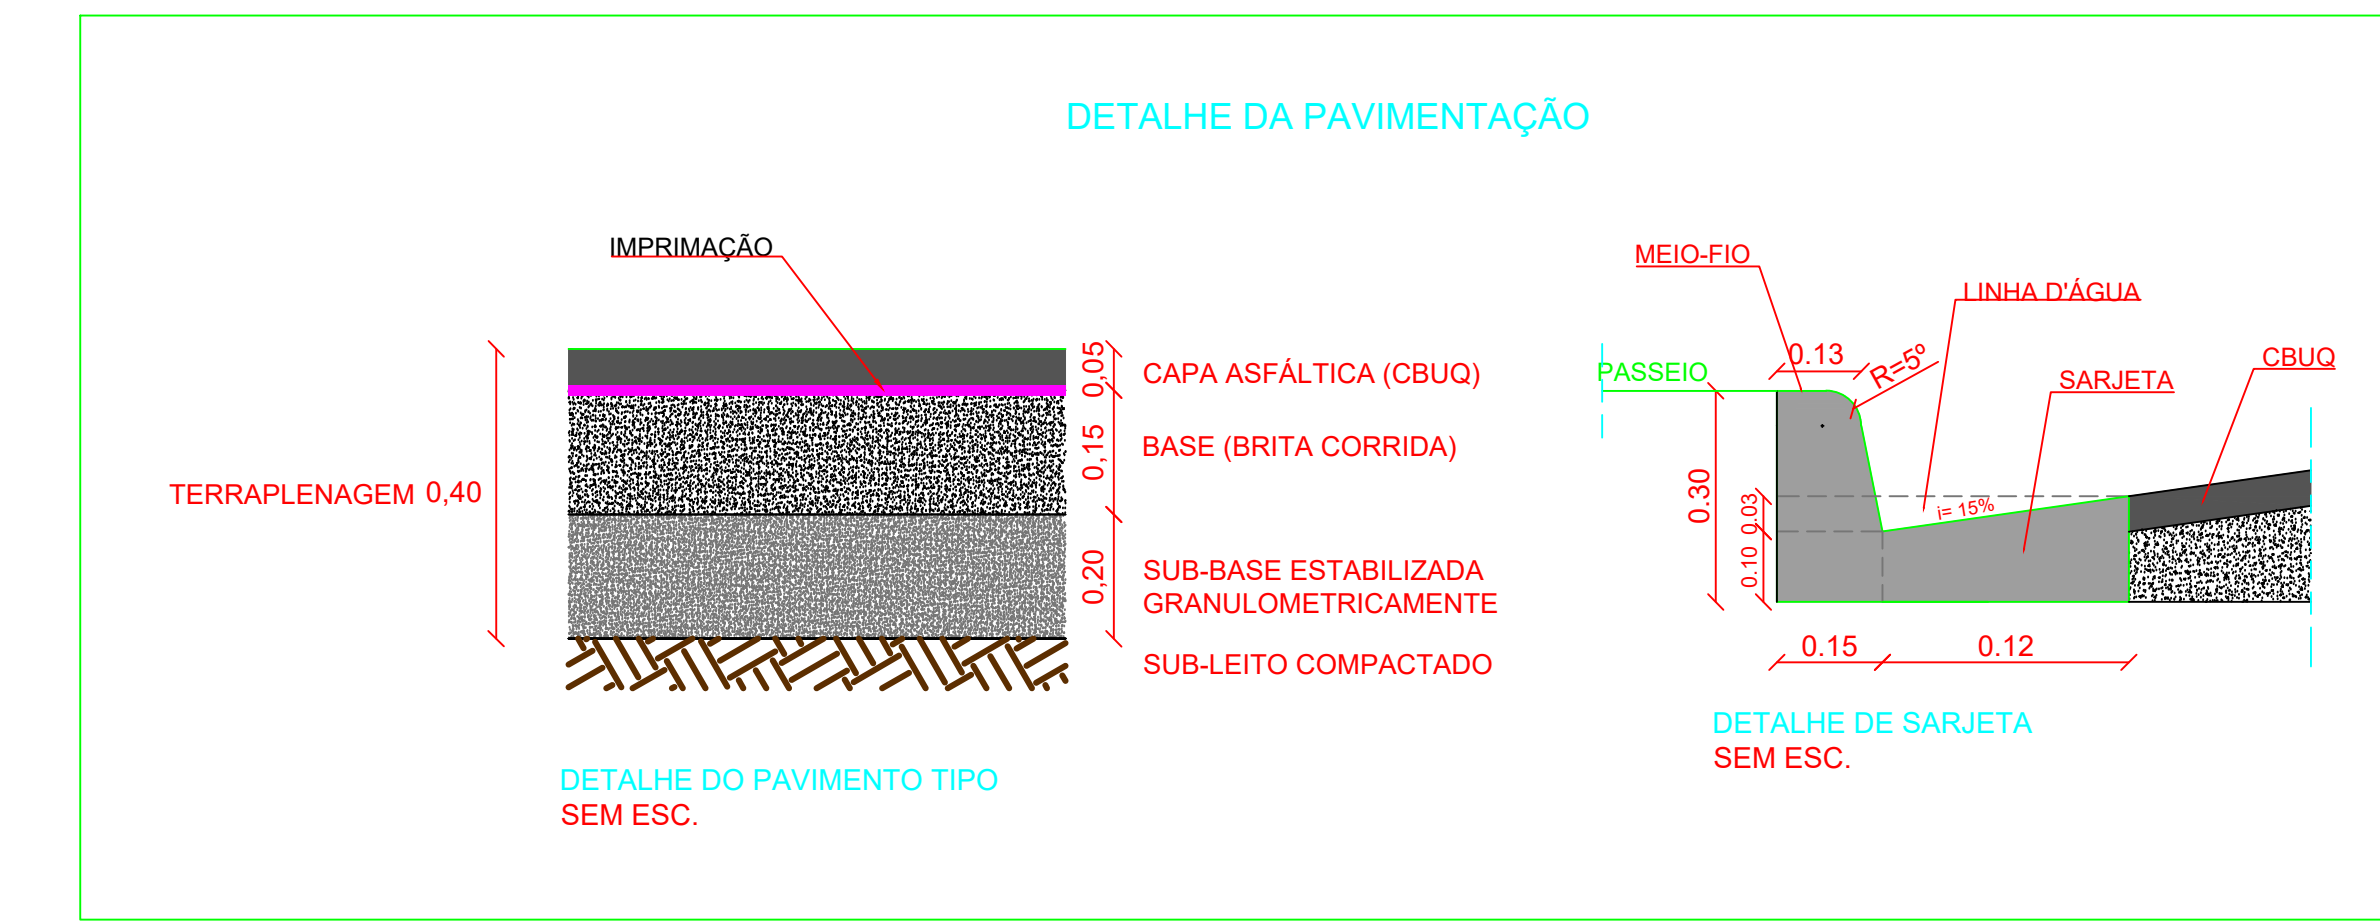 DETALHE DA PAVIMENTAÇÃO
IMPRIMAÇÃO
TERRAPLENAGEM 0,40
0,05
CAPA ASFÁLTICA (CBUQ)
0,15
BASE (BRITA CORRIDA)
0,20
SUB-BASE ESTABILIZADA
GRANULOMETRICAMENTE
SUB-LEITO COMPACTADO
DETALHE DO PAVIMENTO TIPO
SEM ESC.
MEIO-FIO
LINHA D'ÁGUA
0.13
R=5º
PASSEIO
SARJETA
CBUQ
0.30
0.03
0.10
i= 15%
0.15
0.12
DETALHE DE SARJETA
SEM ESC.